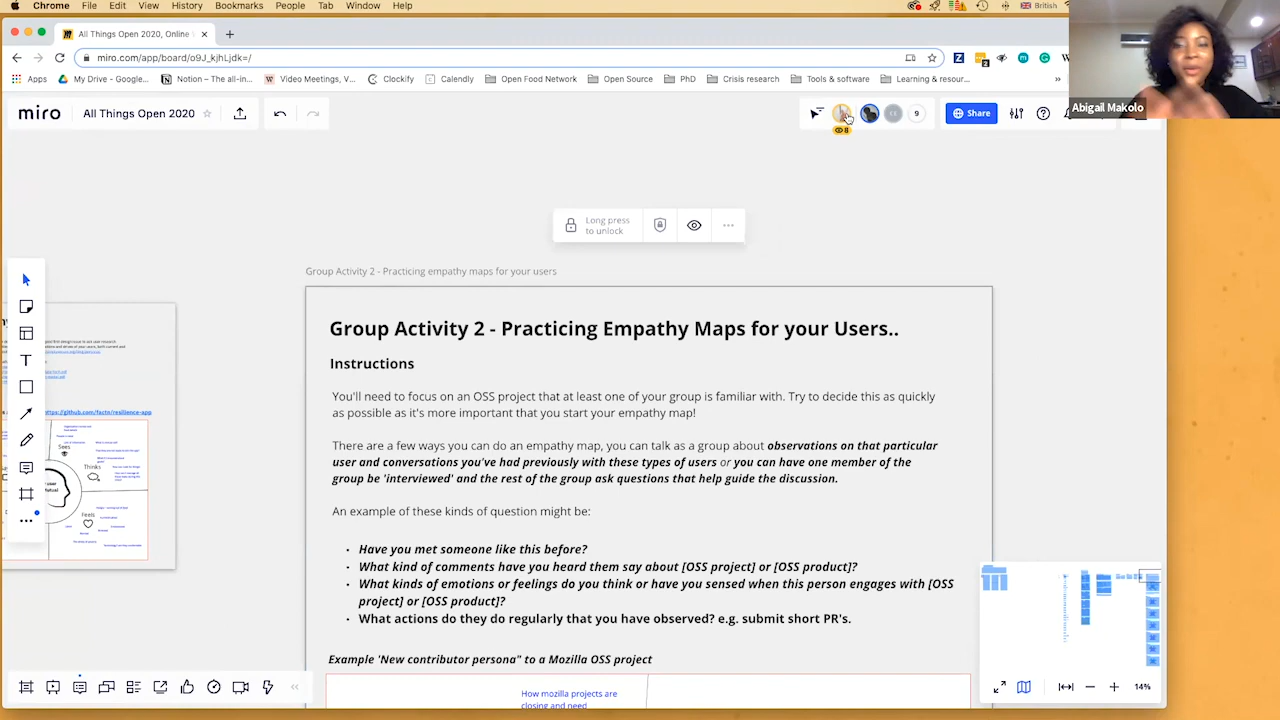 Chrome File Edit View History Bookmarks People Tab Window Help British
All Things Open 2020, Online
miro.com/app/board/o9J_kjhLjdk=/
Apps My Drive - Google... Notion – The all-in... Video Meetings, V... Clockify Calendly Open Food Network Open Source PhD Crisis research Tools & software Learning & resour...
Abigail Makolo
miro All Things Open 2020 9 Share
8
Long press
to unlock
Group Activity 2 - Practicing empathy maps for your users
Group Activity 2 - Practicing Empathy Maps for your Users..
Instructions
You'll need to focus on an OSS project that at least one of your group is familiar with. Try to decide this as quickly
as possible as it's more important that you start your empathy map!
There are a few ways you can do an empathy map, you can talk as a group about observations on that particular
user and conversations you've had previously with these types of users or you can have one member of the
group be 'interviewed' and the rest of the group ask questions that help guide the discussion.
An example of these kinds of question might be:
· Have you met someone like this before?
· What kind of comments have you heard them say about [OSS project] or [OSS product]?
· What kind of emotions or feelings do you think or have you sensed when this person engages with [OSS
project] or [OSS product]?
· What actions do they do regularly that you have observed? e.g. submit short PR's.
Example 'New contributor persona" to a Mozilla OSS project
How mozilla projects are
closing and need
https://github.com/factn/resilience-app
Sees
Thinks
Feels
14%